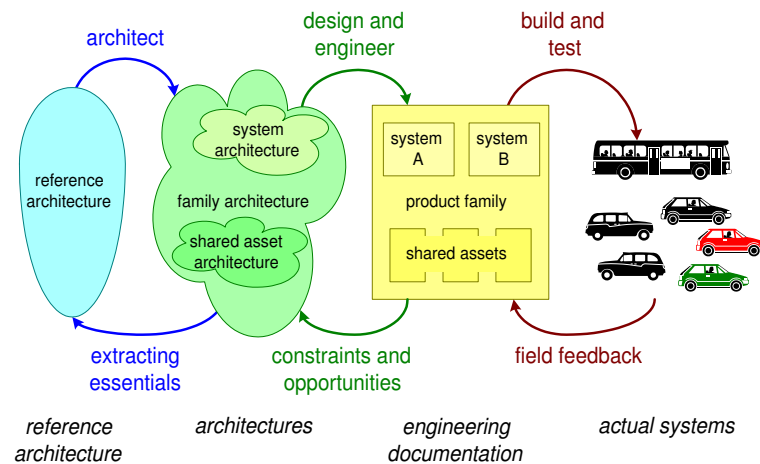 architect
design and
engineer
build and
test
reference
architecture
system
architecture
family architecture
shared asset
architecture
system
A
system
B
product family
shared assets
extracting
essentials
constraints and
opportunities
field feedback
reference
architecture
architectures
engineering
documentation
actual systems